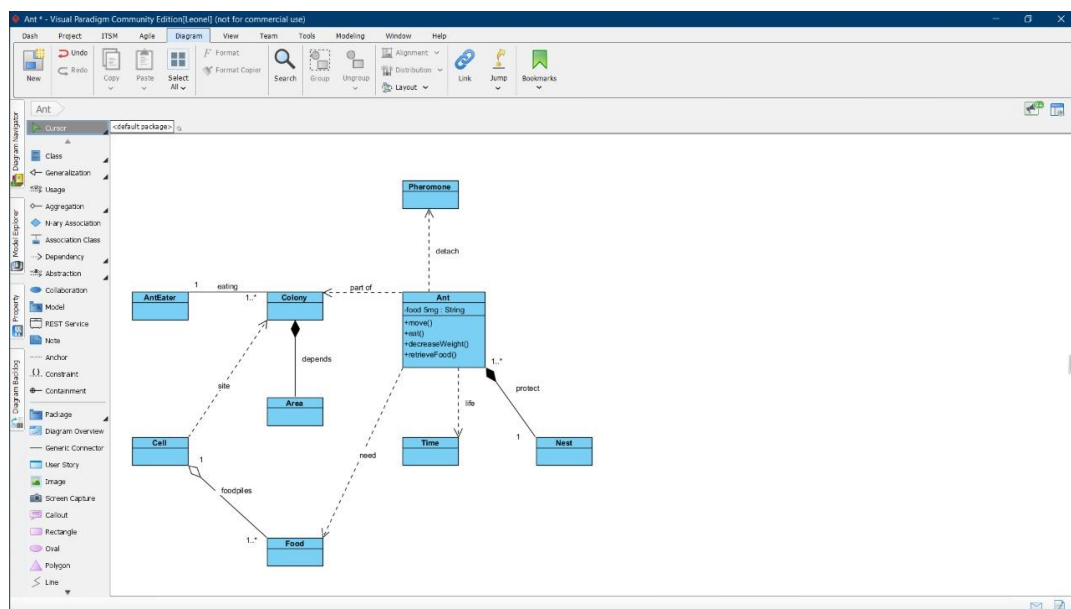 Ant * - Visual Paradigm Community Edition[Leonel] (not for commercial use)
Dash Project ITSM Agile Diagram View Team Tools Modeling Window Help
New
Undo
Redo
Copy
Paste
Select All
Format
Format Copier
Search
Group
Ungroup
Alignment
Distribution
Layout
Link
Jump
Bookmarks
Diagram Navigator
Model Explorer
Property
Diagram Backlog
Ant
Cursor
Class
Generalization
Usage
Aggregation
N-ary Association
Association Class
Dependency
Abstraction
Collaboration
Model
REST Service
Note
Anchor
Constraint
Containment
Package
Diagram Overview
Generic Connector
User Story
Image
Screen Capture
Callout
Rectangle
Oval
Polygon
Line
<default package>
Pheromone
detach
1 eating 1..*
part of
AntEater
Colony
Ant
-food 5mg : String
+move()
+eat()
+decreaseWeight()
+retrieveFood()
depends
1..*
site
protect
Area
life
1
Cell
Time
Nest
1
need
foodpiles
1..*
Food